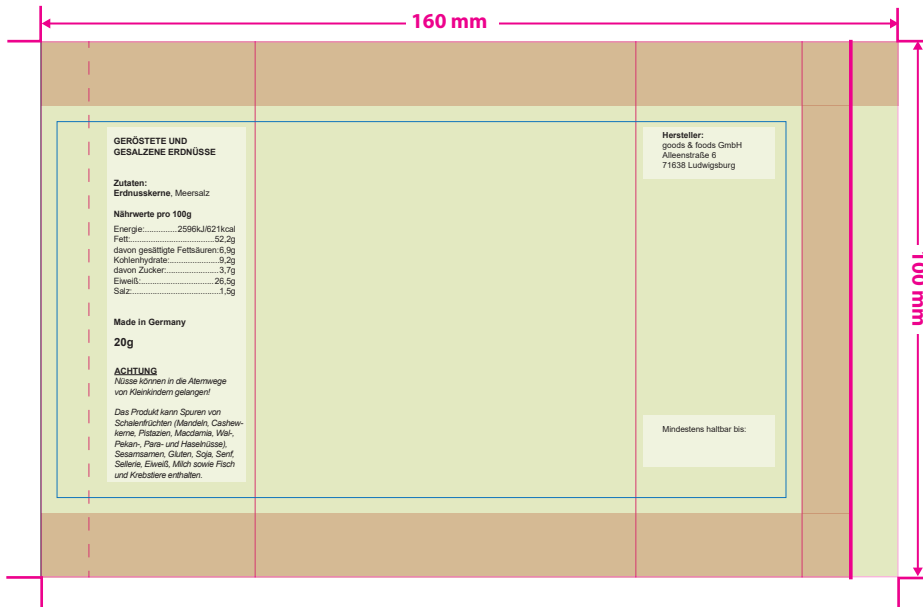 160 mm
GERÖSTETE UND
GESALZENE ERDNÜSSE
Zutaten:
Erdnusskerne, Meersalz
Nährwerte pro 100g
Energie:..............2596kJ/621kcal
Fett:....................................52,2g
davon gesättigte Fettsäuren:6,9g
Kohlenhydrate:.....................9,2g
davon Zucker:.......................3,7g
Eiweiß:...............................26,5g
Salz:......................................1,5g
Made in Germany
20g
ACHTUNG
Nüsse können in die Atemwege
von Kleinkindern gelangen!
Das Produkt kann Spuren von
Schalenfrüchten (Mandeln, Cashew-
kerne, Pistazien, Macdamia, Wal-,
Pekan-, Para- und Haselnüsse),
Sesamsamen, Gluten, Soja, Senf,
Sellerie, Eiweiß, Milch sowie Fisch
und Krebstiere enthalten.
Hersteller:
goods & foods GmbH
Alleenstraße 6
71638 Ludwigsburg
Mindestens haltbar bis:
100 mm